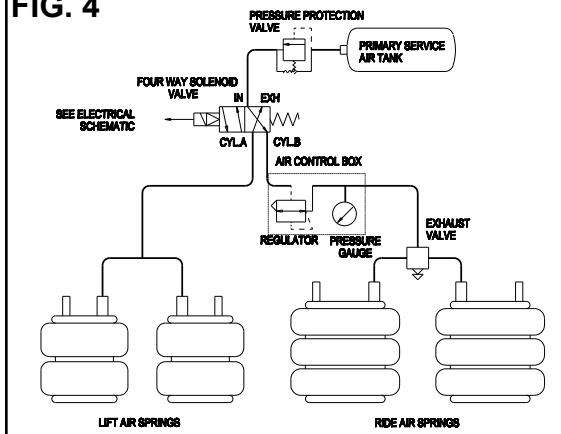 FIG. 4
PRESSURE PROTECTION
VALVE
PRIMARY SERVICE
AIR TANK
FOUR WAY SOLENOID
VALVE
IN EXH
SEE ELECTRICAL
SCHEMATIC
CYL.A CYL.B
AIR CONTROL BOX
REGULATOR
PRESSURE
GAUGE
EXHAUST
VALVE
LIFT AIR SPRINGS
RIDE AIR SPRINGS